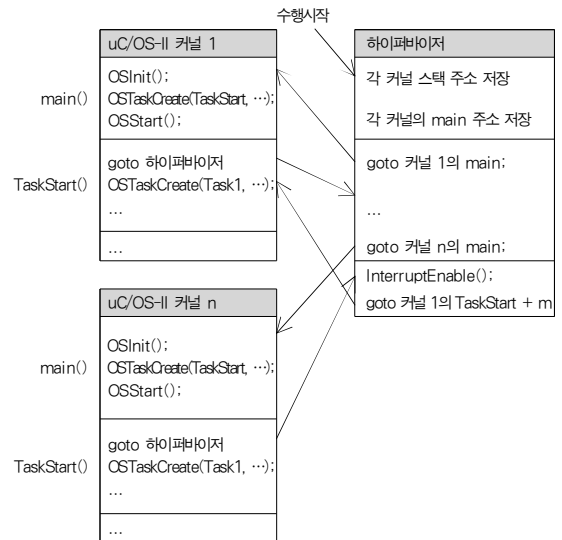 수행시작
uC/OS-II 커널 1
main()
OSInit();
OSTaskCreate(TaskStart, …);
OSStart();
TaskStart()
goto 하이퍼바이저
OSTaskCreate(Task1, …);
…
…
하이퍼바이저
각 커널 스택 주소 저장
각 커널의 main 주소 저장
goto 커널 1의 main;
…
goto 커널 n의 main;
InterruptEnable();
goto 커널 1의 TaskStart + m
uC/OS-II 커널 n
main()
OSInit();
OSTaskCreate(TaskStart, …);
OSStart();
TaskStart()
goto 하이퍼바이저
OSTaskCreate(Task1, …);
…
…